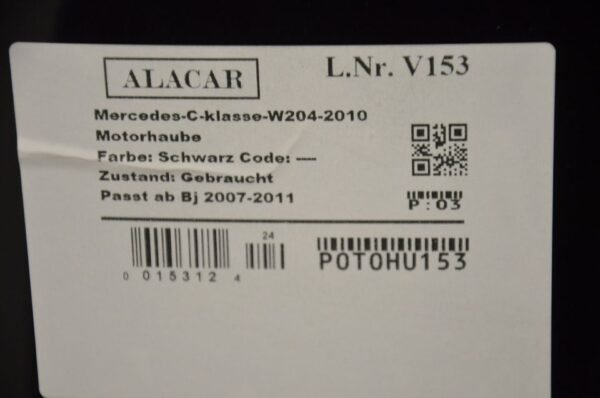 ALACAR
L.Nr. V153
Mercedes-C-klasse-W204-2010
Motorhaube
Farbe: Schwarz Code: ---
Zustand: Gebraucht
Passt ab Bj 2007-2011
P:03
24
0 015312 4
POTOHU153